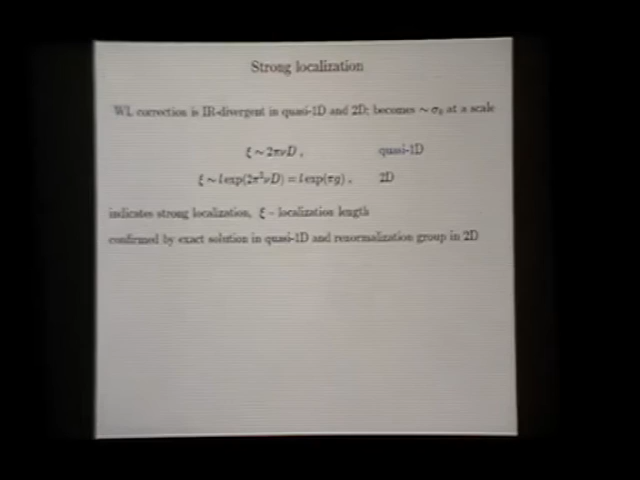 Strong localization
WL correction is IR-divergent in quasi-1D and 2D; becomes ∼ σ₀ at a scale
ξ ∼ 2πνD , quasi-1D
ξ ∼ l exp(2π²νD) = l exp(πg) , 2D
indicates strong localization, ξ – localization length
confirmed by exact solution in quasi-1D and renormalization group in 2D